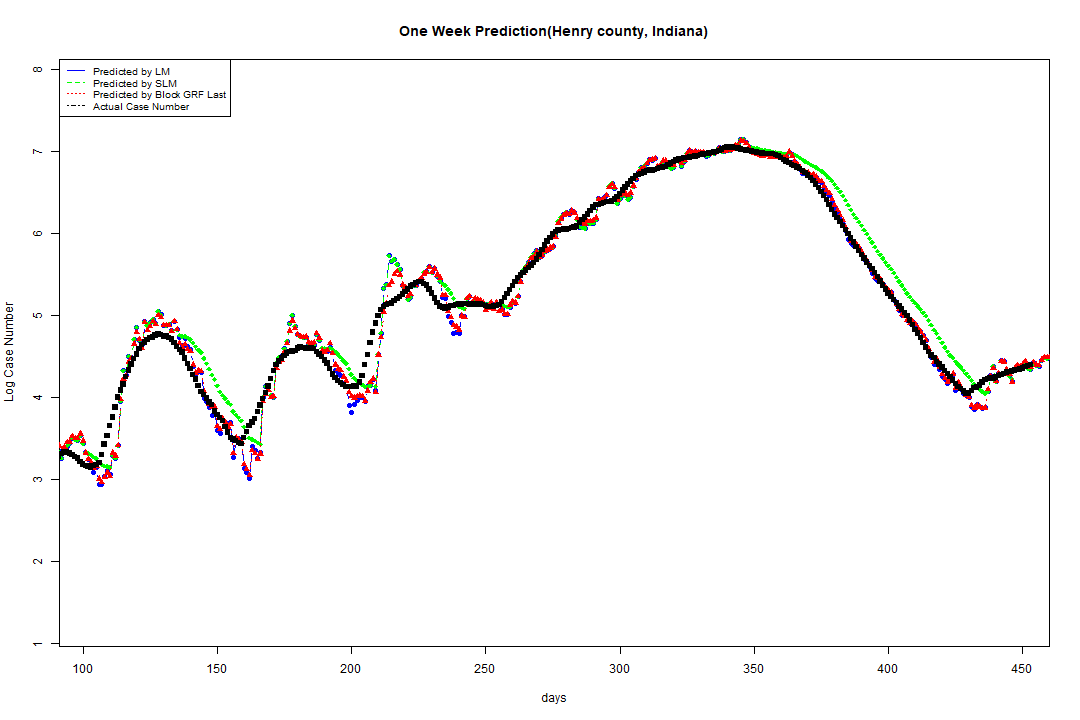 One Week Prediction(Henry county, Indiana)
Predicted by LM
Predicted by SLM
Predicted by Block GRF Last
Actual Case Number
8
7
6
5
4
3
2
1
Log Case Number
100 150 200 250 300 350 400 450
days